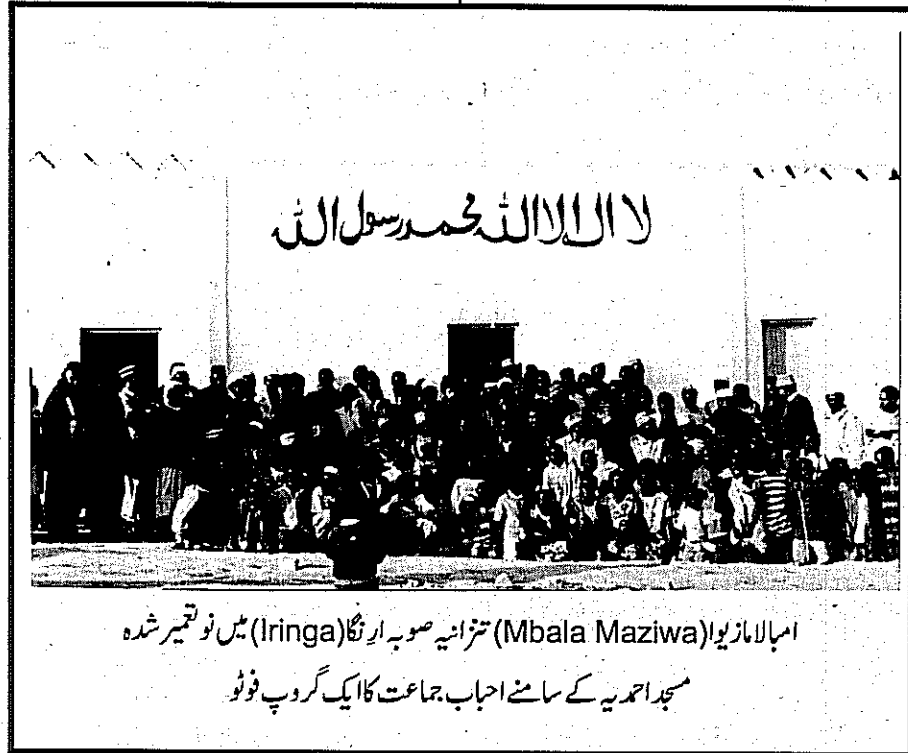 لا الہ الا اللہ محمد رسول اللہ
امبالامازیوا (Mbala Maziwa) تنزانیہ صوبہ ارنگا (Iringa) میں نو تعمیر شدہ
مسجد احمدیہ کے سامنے احباب جماعت کا ایک گروپ فوٹو